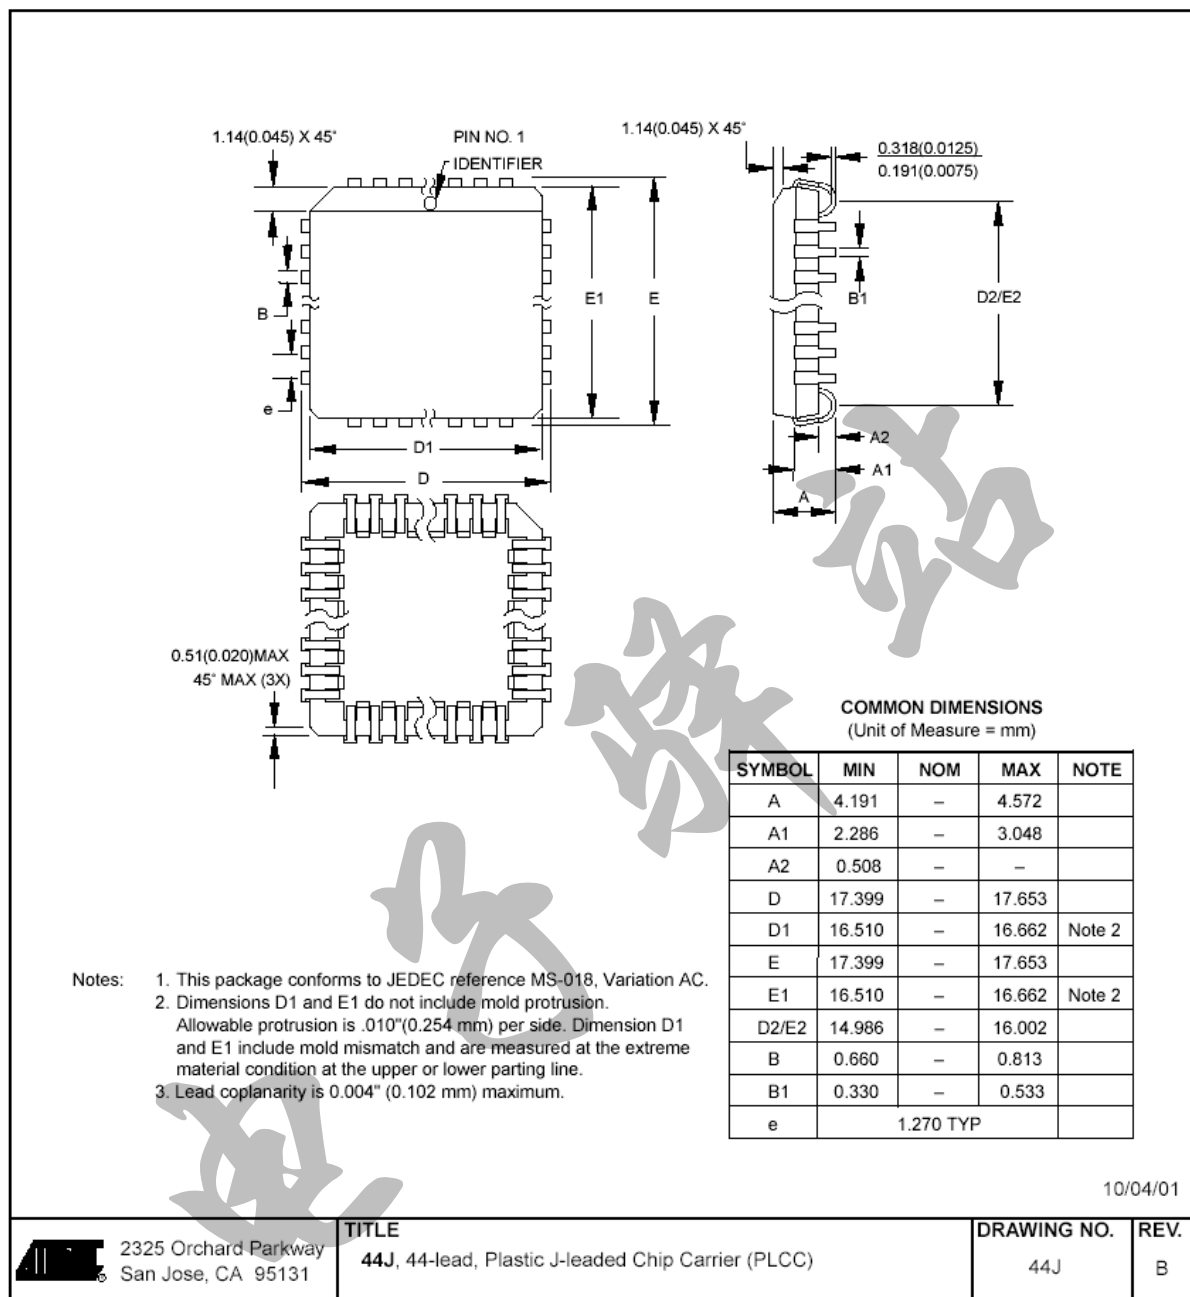 1.14(0.045) X 45°
PIN NO. 1
IDENTIFIER
1.14(0.045) X 45°
0.318(0.0125)
0.191(0.0075)
B
e
E1
E
B1
D2/E2
D1
D
A2
A1
A
0.51(0.020)MAX
45° MAX (3X)
COMMON DIMENSIONS
(Unit of Measure = mm)
SYMBOL MIN NOM MAX NOTE
A 4.191 – 4.572
A1 2.286 – 3.048
A2 0.508 – –
D 17.399 – 17.653
D1 16.510 – 16.662 Note 2
E 17.399 – 17.653
E1 16.510 – 16.662 Note 2
D2/E2 14.986 – 16.002
B 0.660 – 0.813
B1 0.330 – 0.533
e 1.270 TYP
Notes: 1. This package conforms to JEDEC reference MS-018, Variation AC.
2. Dimensions D1 and E1 do not include mold protrusion.
Allowable protrusion is .010"(0.254 mm) per side. Dimension D1
and E1 include mold mismatch and are measured at the extreme
material condition at the upper or lower parting line.
3. Lead coplanarity is 0.004" (0.102 mm) maximum.
10/04/01
2325 Orchard Parkway
San Jose, CA 95131
TITLE
44J, 44-lead, Plastic J-leaded Chip Carrier (PLCC)
DRAWING NO.
44J
REV.
B